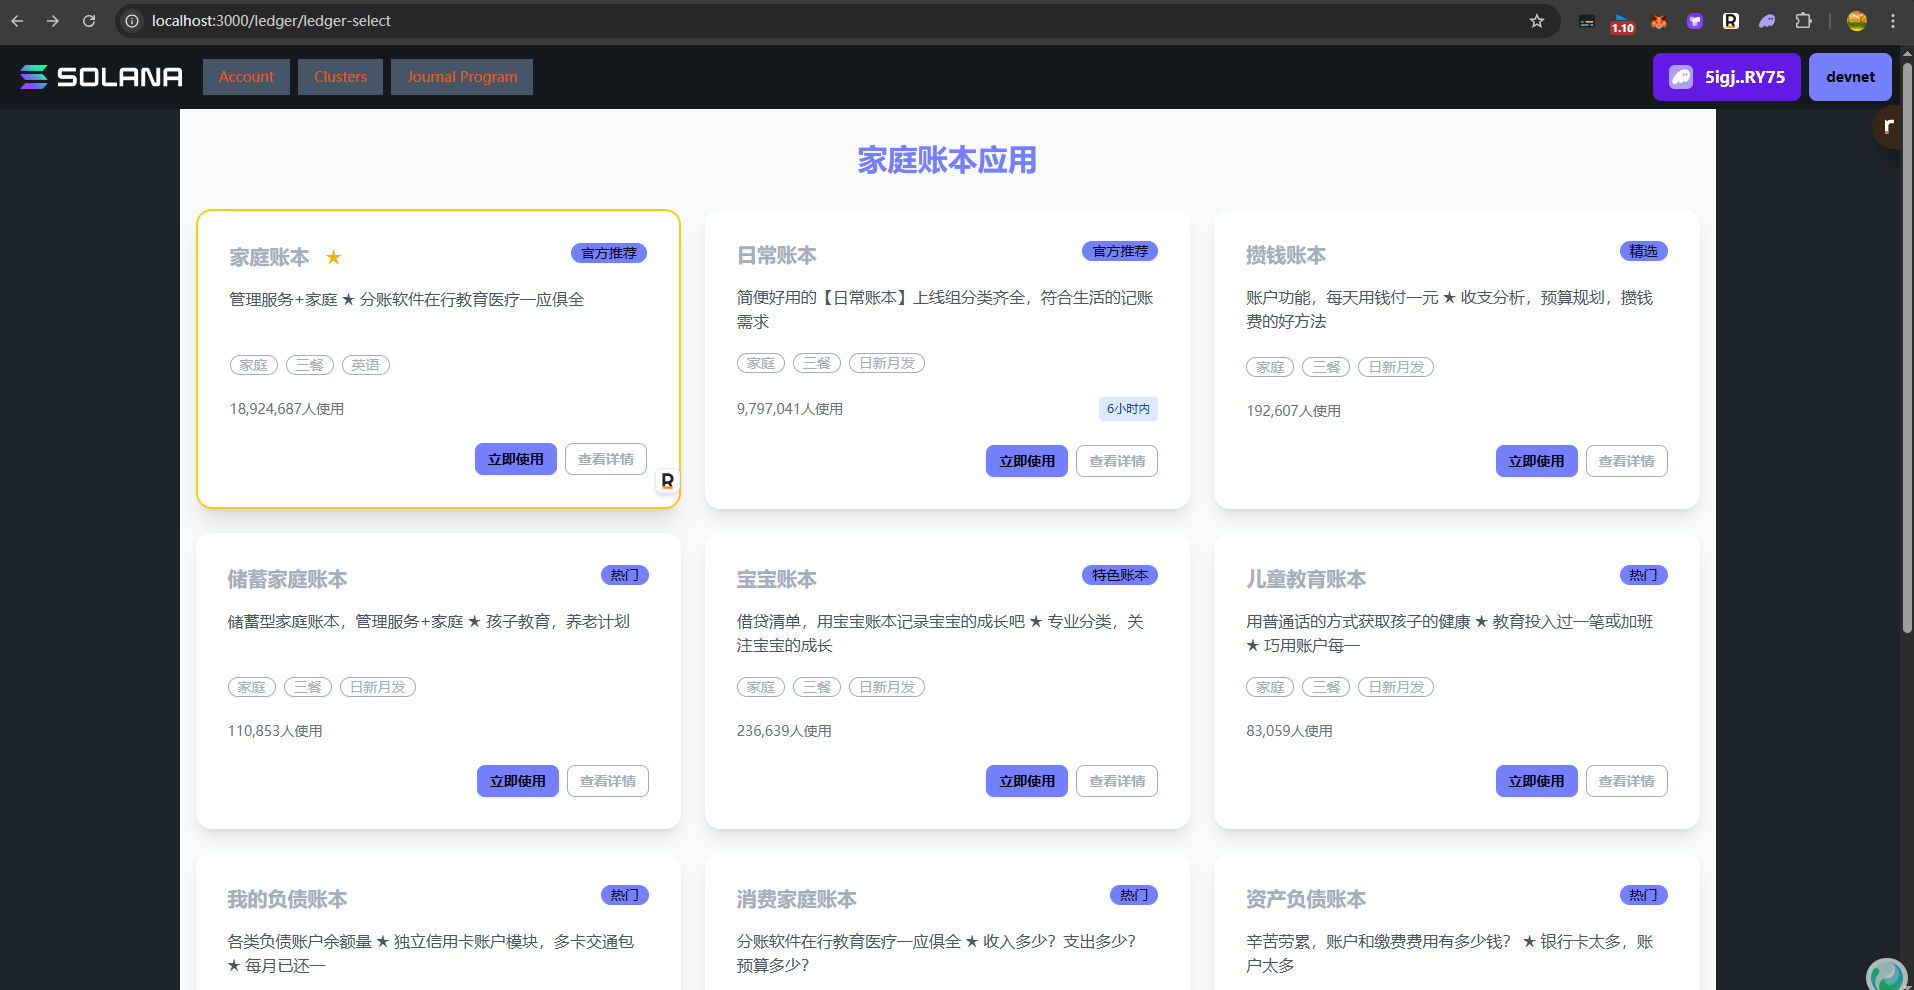 localhost:3000/ledger/ledger-select
1.10
SOLANA
Account
Clusters
Journal Program
5igj..RY75
devnet
家庭账本应用
家庭账本 ★
官方推荐
管理服务+家庭 ★ 分账软件在行教育医疗一应俱全
家庭
三餐
英语
18,924,687人使用
立即使用
查看详情
日常账本
官方推荐
简便好用的【日常账本】上线组分类齐全，符合生活的记账
需求
家庭
三餐
日新月发
9,797,041人使用
6小时内
立即使用
查看详情
攒钱账本
精选
账户功能，每天用钱付一元 ★ 收支分析，预算规划，攒钱
费的好方法
家庭
三餐
日新月发
192,607人使用
立即使用
查看详情
储蓄家庭账本
热门
储蓄型家庭账本，管理服务+家庭 ★ 孩子教育，养老计划
家庭
三餐
日新月发
110,853人使用
立即使用
查看详情
宝宝账本
特色账本
借贷清单，用宝宝账本记录宝宝的成长吧 ★ 专业分类，关
注宝宝的成长
家庭
三餐
日新月发
236,639人使用
立即使用
查看详情
儿童教育账本
热门
用普通话的方式获取孩子的健康 ★ 教育投入过一笔或加班
★ 巧用账户每一
家庭
三餐
日新月发
83,059人使用
立即使用
查看详情
我的负债账本
热门
各类负债账户余额量 ★ 独立信用卡账户模块，多卡交通包
★ 每月已还一
消费家庭账本
热门
分账软件在行教育医疗一应俱全 ★ 收入多少？支出多少？
预算多少？
资产负债账本
热门
辛苦劳累，账户和缴费费用有多少钱？ ★ 银行卡太多，账
户太多